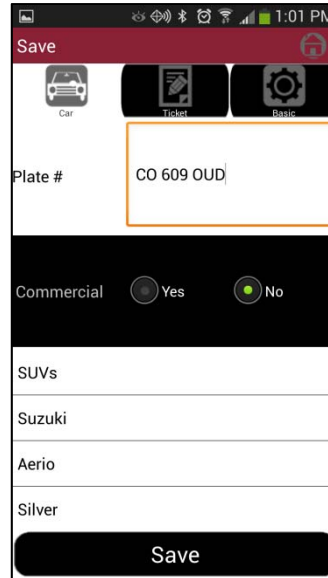 1:01 PM
Save
Car Ticket Basic
Plate # CO 609 OUD
Commercial Yes No
SUVs
Suzuki
Aerio
Silver
Save